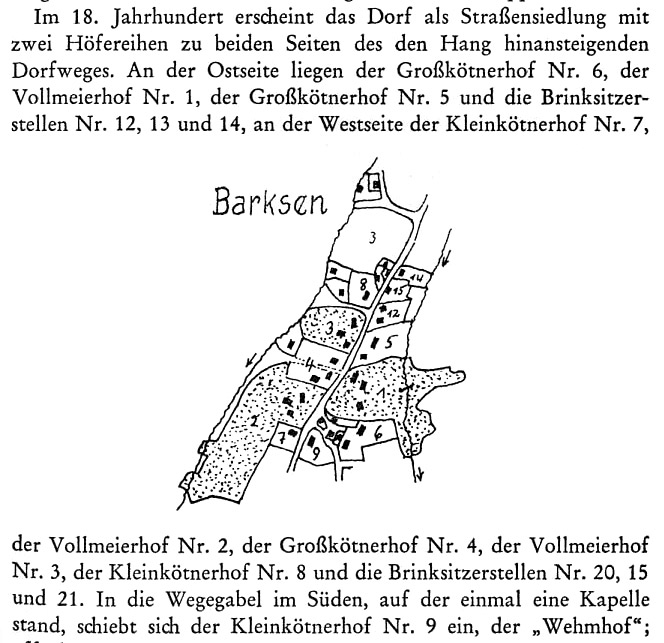 Im 18. Jahrhundert erscheint das Dorf als Straßensiedlung mit
zwei Höfereihen zu beiden Seiten des den Hang hinansteigenden
Dorfweges. An der Ostseite liegen der Großkötnerhof Nr. 6, der
Vollmeierhof Nr. 1, der Großkötnerhof Nr. 5 und die Brinksitzer-
stellen Nr. 12, 13 und 14, an der Westseite der Kleinkötnerhof Nr. 7,
Barksen
3
14
8
15
12
3
5
4
1
2
7
6
9
der Vollmeierhof Nr. 2, der Großkötnerhof Nr. 4, der Vollmeierhof
Nr. 3, der Kleinkötnerhof Nr. 8 und die Brinksitzerstellen Nr. 20, 15
und 21. In die Wegegabel im Süden, auf der einmal eine Kapelle
stand, schiebt sich der Kleinkötnerhof Nr. 9 ein, der „Wehmhof“;